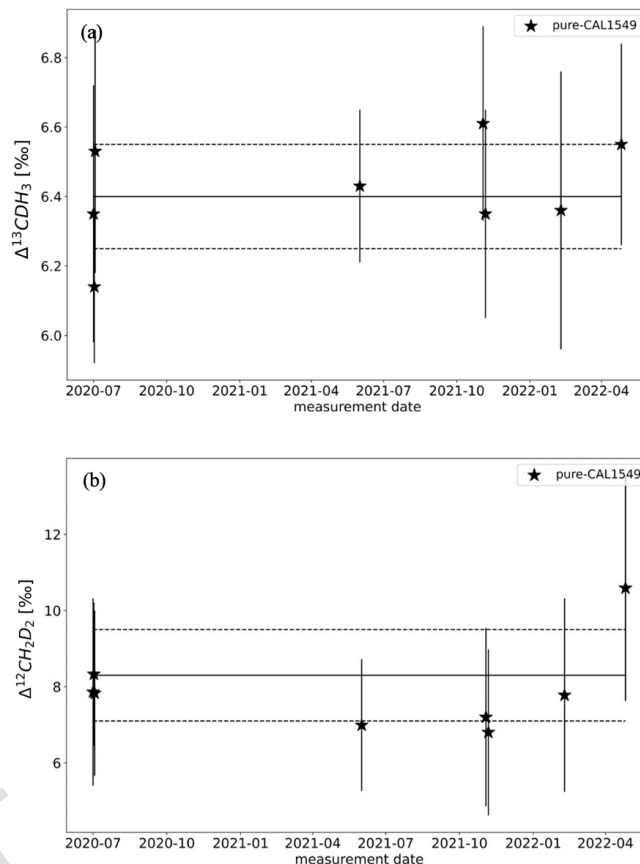 (a)
pure-CAL1549
6.8
6.6
6.4
6.2
6.0
Δ¹³CDH₃ [‰]
2020-07 2020-10 2021-01 2021-04 2021-07 2021-10 2022-01 2022-04
measurement date
(b)
pure-CAL1549
12
10
8
6
Δ¹²CH₂D₂ [‰]
2020-07 2020-10 2021-01 2021-04 2021-07 2021-10 2022-01 2022-04
measurement date